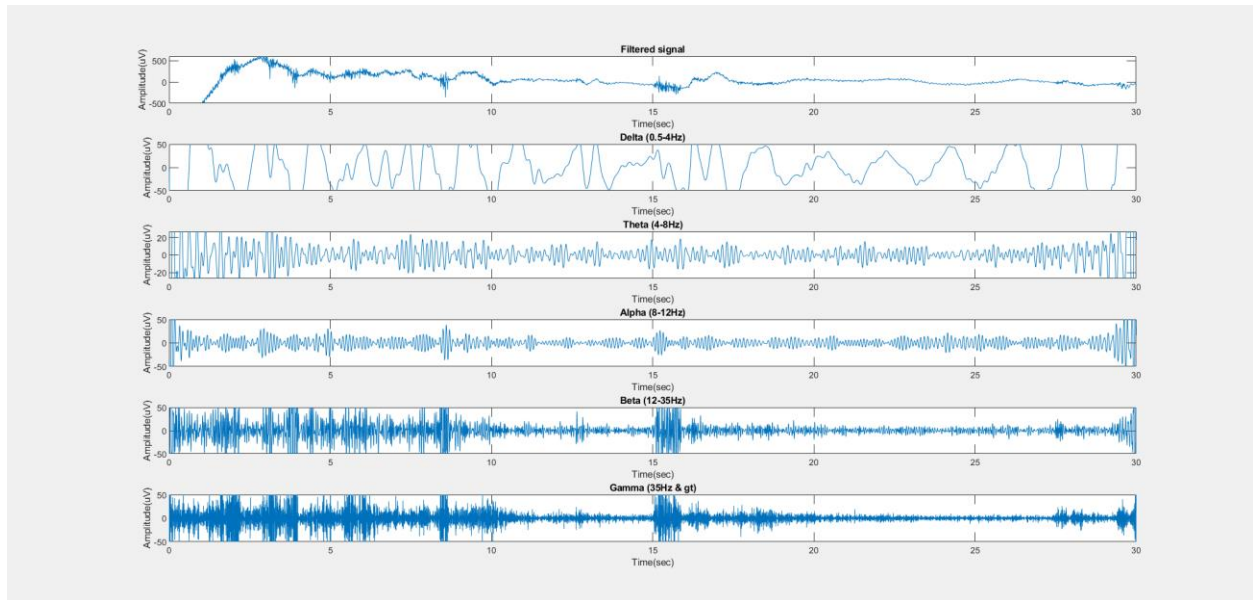 Filtered signal
Amplitude(uV)
500
0
-500
0 5 10 15 20 25 30
Time(sec)
Delta (0.5-4Hz)
Amplitude(uV)
50
0
-50
0 5 10 15 20 25 30
Time(sec)
Theta (4-8Hz)
Amplitude(uV)
20
0
-20
0 5 10 15 20 25 30
Time(sec)
Alpha (8-12Hz)
Amplitude(uV)
50
0
-50
0 5 10 15 20 25 30
Time(sec)
Beta (12-35Hz)
Amplitude(uV)
50
0
-50
0 5 10 15 20 25 30
Time(sec)
Gamma (35Hz & gt)
Amplitude(uV)
50
0
-50
0 5 10 15 20 25 30
Time(sec)